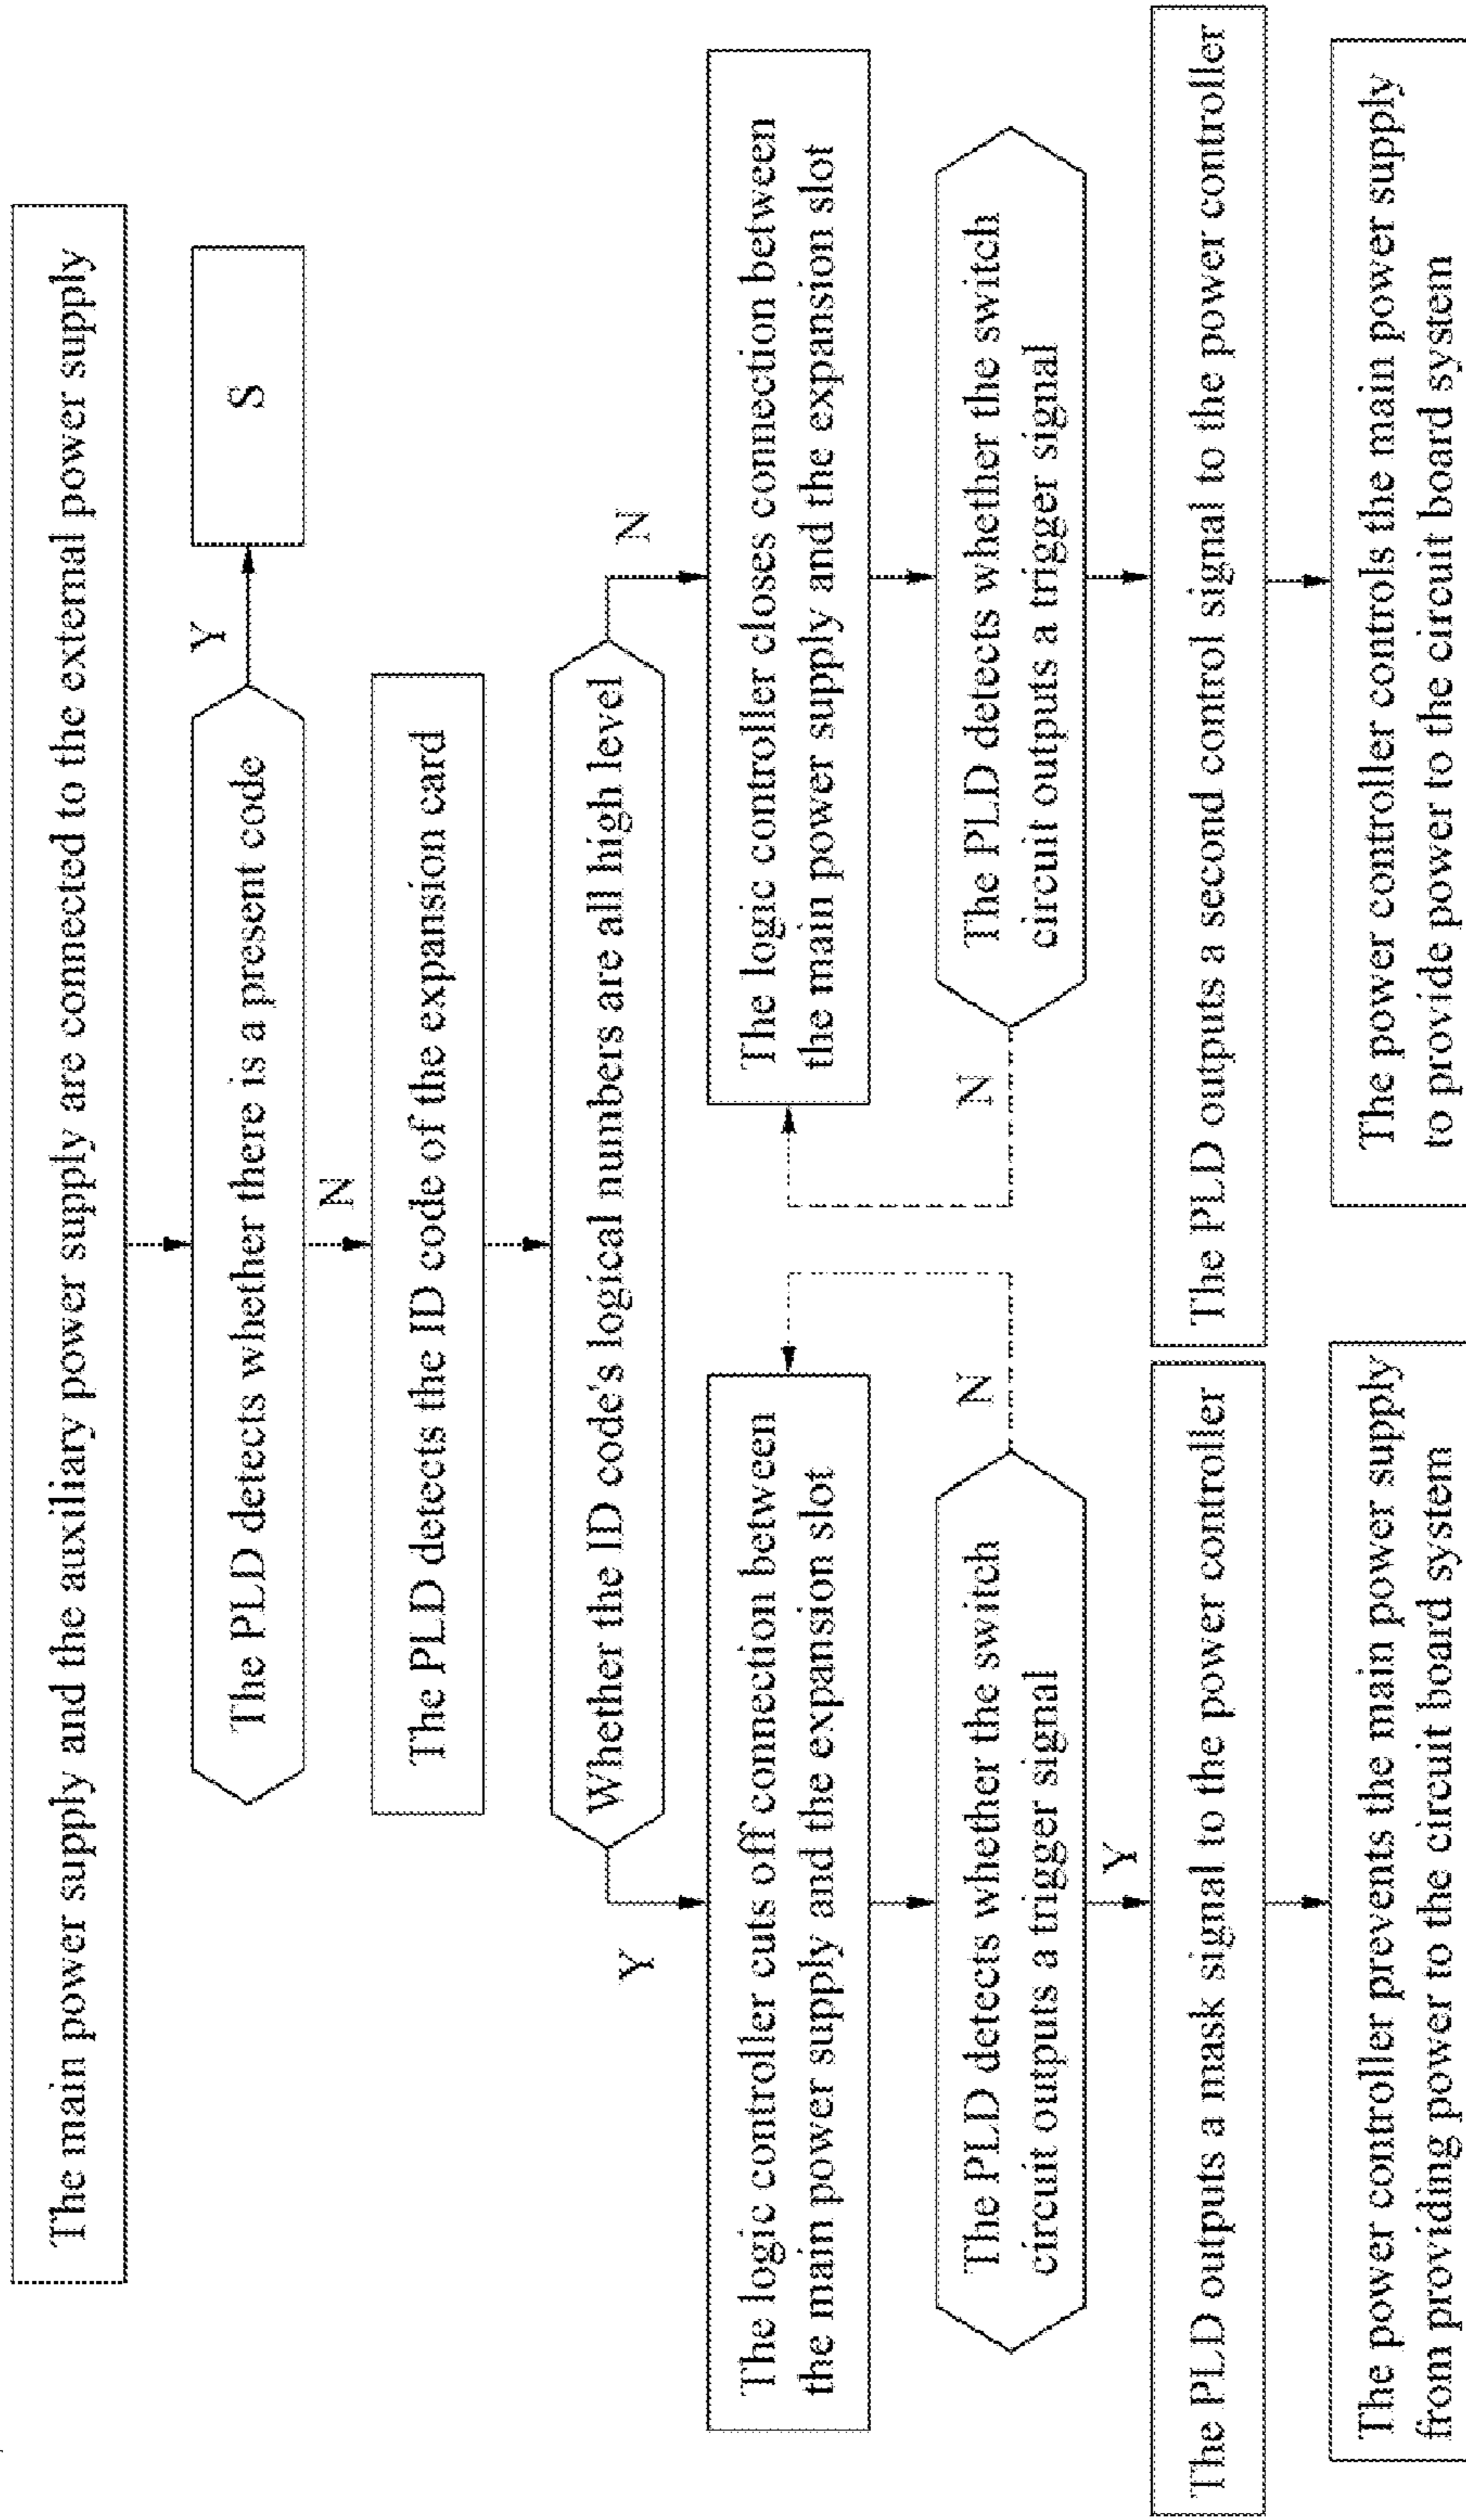 The main power supply and the auxiliary power supply are connected to the external power supply
The PLD detects whether there is a present code
Y
S
N
The PLD detects the ID code of the expansion card
Whether the ID code's logical numbers are all high level
Y
N
The logic controller cuts off connection between
the main power supply and the expansion slot
The logic controller closes connection between
the main power supply and the expansion slot
The PLD detects whether the switch
circuit outputs a trigger signal
N
N
The PLD detects whether the switch
circuit outputs a trigger signal
Y
The PLD outputs a mask signal to the power controller
The PLD outputs a second control signal to the power controller
The power controller prevents the main power supply
from providing power to the circuit board system
The power controller controls the main power supply
to provide power to the circuit board system